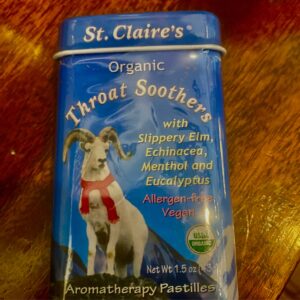 St. Claire's®
Organic
Throat Soothers
with
Slippery Elm,
Echinacea,
Menthol and
Eucalyptus
Allergen-free
Vegan
USDA
ORGANIC
Net Wt 1.5 oz
Aromatherapy Pastilles